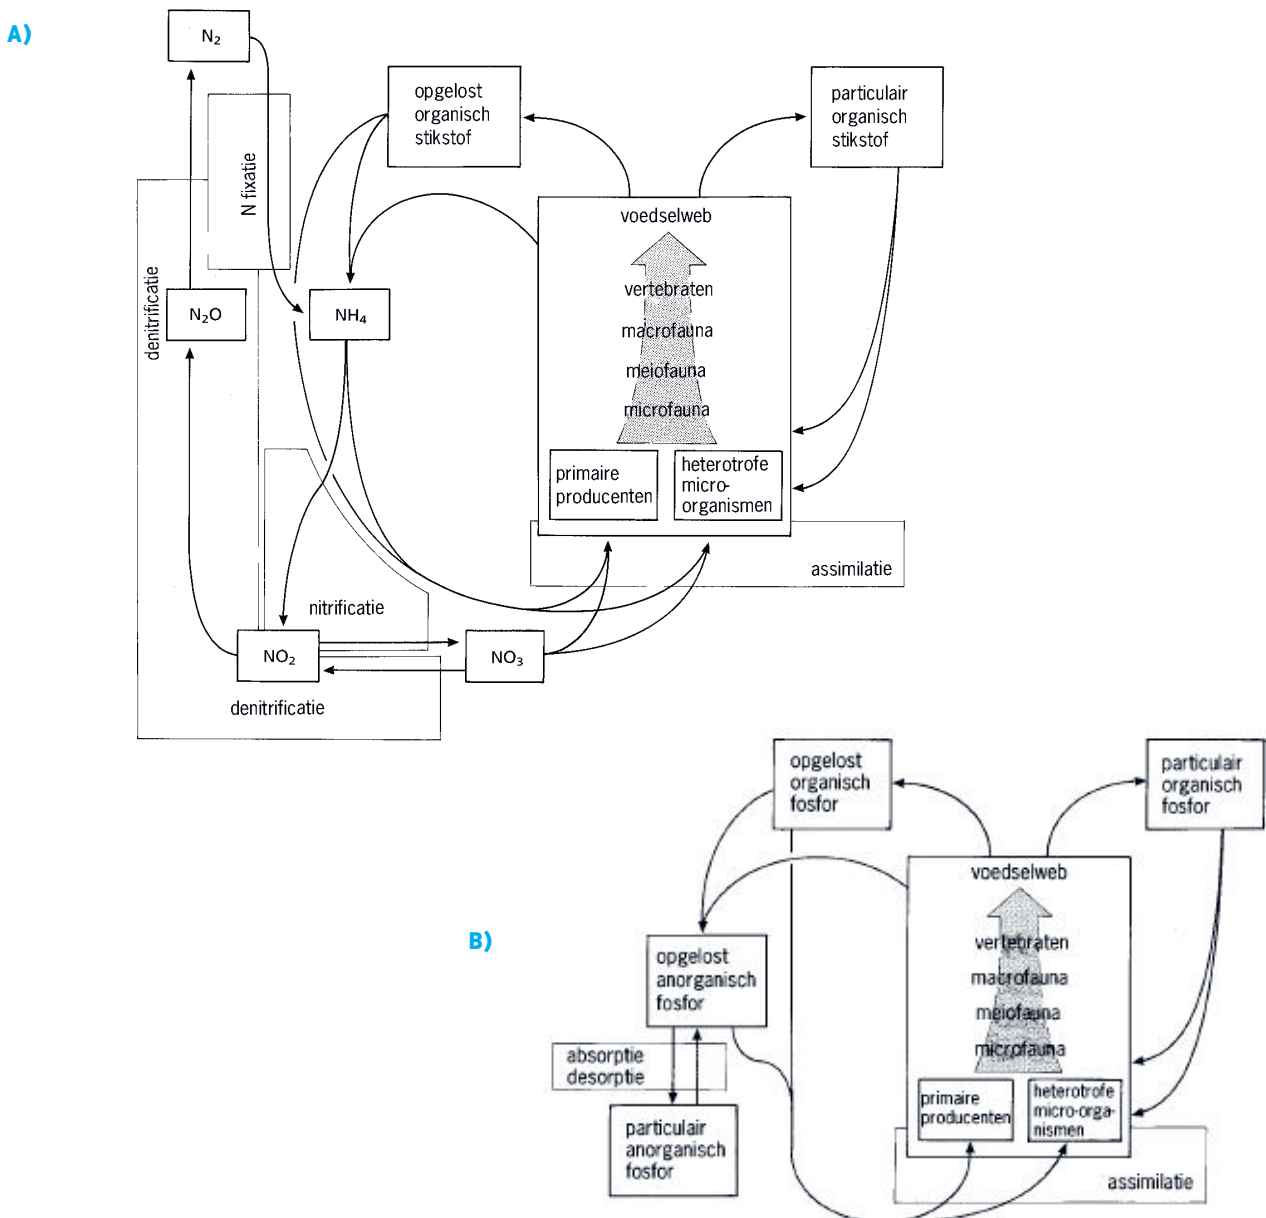 A)
N₂
opgelost
organisch
stikstof
particulair
organisch
stikstof
N fixatie
denitrificatie
N₂O
NH₄
voedselweb
vertebraten
macrofauna
meiofauna
microfauna
primaire
producenten
heterotrofe
micro-
organismen
assimilatie
nitrificatie
NO₂
NO₃
denitrificatie
B)
opgelost
organisch
fosfor
particulair
organisch
fosfor
voedselweb
vertebraten
macrofauna
meiofauna
microfauna
opgelost
anorganisch
fosfor
absorptie
desorptie
particulair
anorganisch
fosfor
primaire
producenten
heterotrofe
micro-orga-
nismen
assimilatie